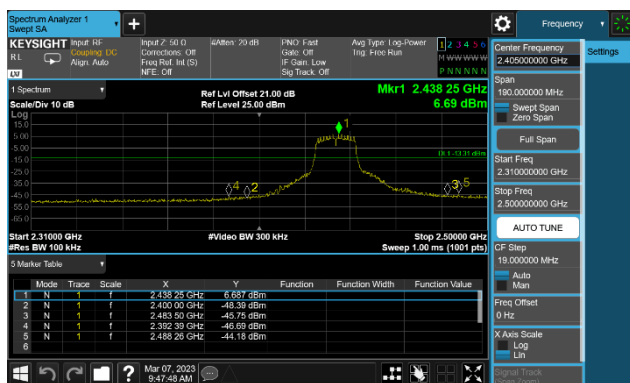 Spectrum Analyzer 1
Swept SA
Frequency
KEYSIGHT Input: RF
R L
Coupling: DC
Align: Auto
Input Z: 50 Ω
Corrections: Off
Freq Ref: Int (S)
NFE: Off
#Atten: 20 dB
PNO: Fast
Gate: Off
IF Gain: Low
Sig Track: Off
Avg Type: Log-Power
Trig: Free Run
1 2 3 4 5 6
M W W W W W
P N N N N N
LXI
1 Spectrum
Scale/Div 10 dB
Ref Lvl Offset 21.00 dB
Ref Level 25.00 dBm
Mkr1 2.438 25 GHz
6.69 dBm
Log
15.0
5.00
-5.00
-15.0
-25.0
-35.0
-45.0
-55.0
-65.0
1
DL1 -13.31 dBm
4 2
3 5
Start 2.31000 GHz
#Res BW 100 kHz
#Video BW 300 kHz
Stop 2.50000 GHz
Sweep 1.00 ms (1001 pts)
5 Marker Table
Mode Trace Scale X Y Function Function Width Function Value
1 N 1 f 2.438 25 GHz 6.687 dBm
2 N 1 f 2.400 00 GHz -48.39 dBm
3 N 1 f 2.483 50 GHz -45.75 dBm
4 N 1 f 2.392 39 GHz -46.69 dBm
5 N 1 f 2.488 26 GHz -44.18 dBm
6
Mar 07, 2023
9:47:48 AM
Center Frequency
2.405000000 GHz
Settings
Span
190.000000 MHz
Swept Span
Zero Span
Full Span
Start Freq
2.310000000 GHz
Stop Freq
2.500000000 GHz
AUTO TUNE
CF Step
19.000000 MHz
Auto
Man
Freq Offset
0 Hz
X Axis Scale
Log
Lin
Signal Track
(Span Zoom)